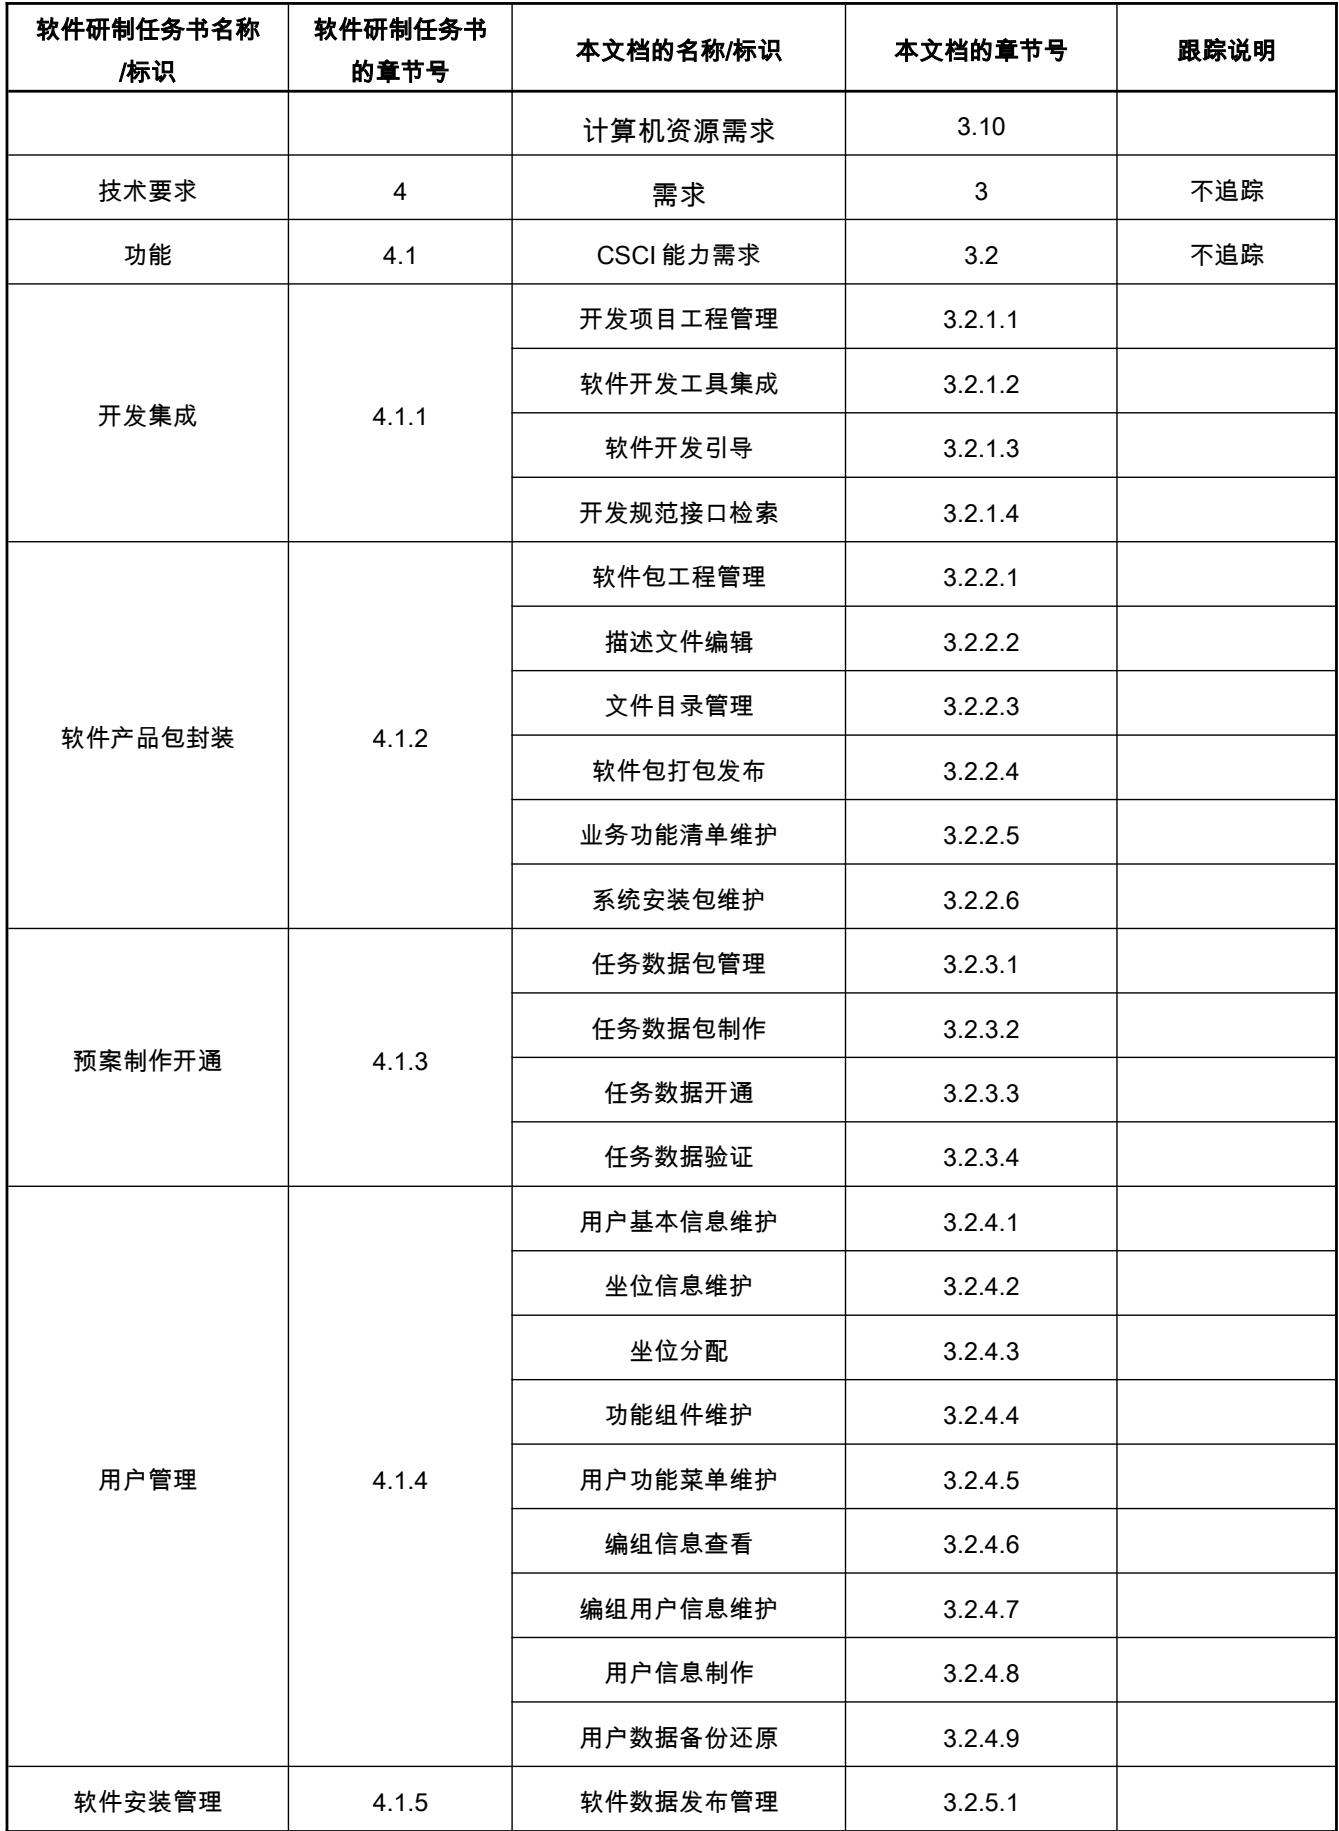 软件研制任务书名称/标识 软件研制任务书的章节号 本文档的名称/标识 本文档的章节号 跟踪说明
计算机资源需求 3.10
技术要求 4 需求 3 不追踪
功能 4.1 CSCI 能力需求 3.2 不追踪
开发集成 4.1.1 开发项目工程管理 3.2.1.1
软件开发工具集成 3.2.1.2
软件开发引导 3.2.1.3
开发规范接口检索 3.2.1.4
软件产品包封装 4.1.2 软件包工程管理 3.2.2.1
描述文件编辑 3.2.2.2
文件目录管理 3.2.2.3
软件包打包发布 3.2.2.4
业务功能清单维护 3.2.2.5
系统安装包维护 3.2.2.6
预案制作开通 4.1.3 任务数据包管理 3.2.3.1
任务数据包制作 3.2.3.2
任务数据开通 3.2.3.3
任务数据验证 3.2.3.4
用户管理 4.1.4 用户基本信息维护 3.2.4.1
坐位信息维护 3.2.4.2
坐位分配 3.2.4.3
功能组件维护 3.2.4.4
用户功能菜单维护 3.2.4.5
编组信息查看 3.2.4.6
编组用户信息维护 3.2.4.7
用户信息制作 3.2.4.8
用户数据备份还原 3.2.4.9
软件安装管理 4.1.5 软件数据发布管理 3.2.5.1